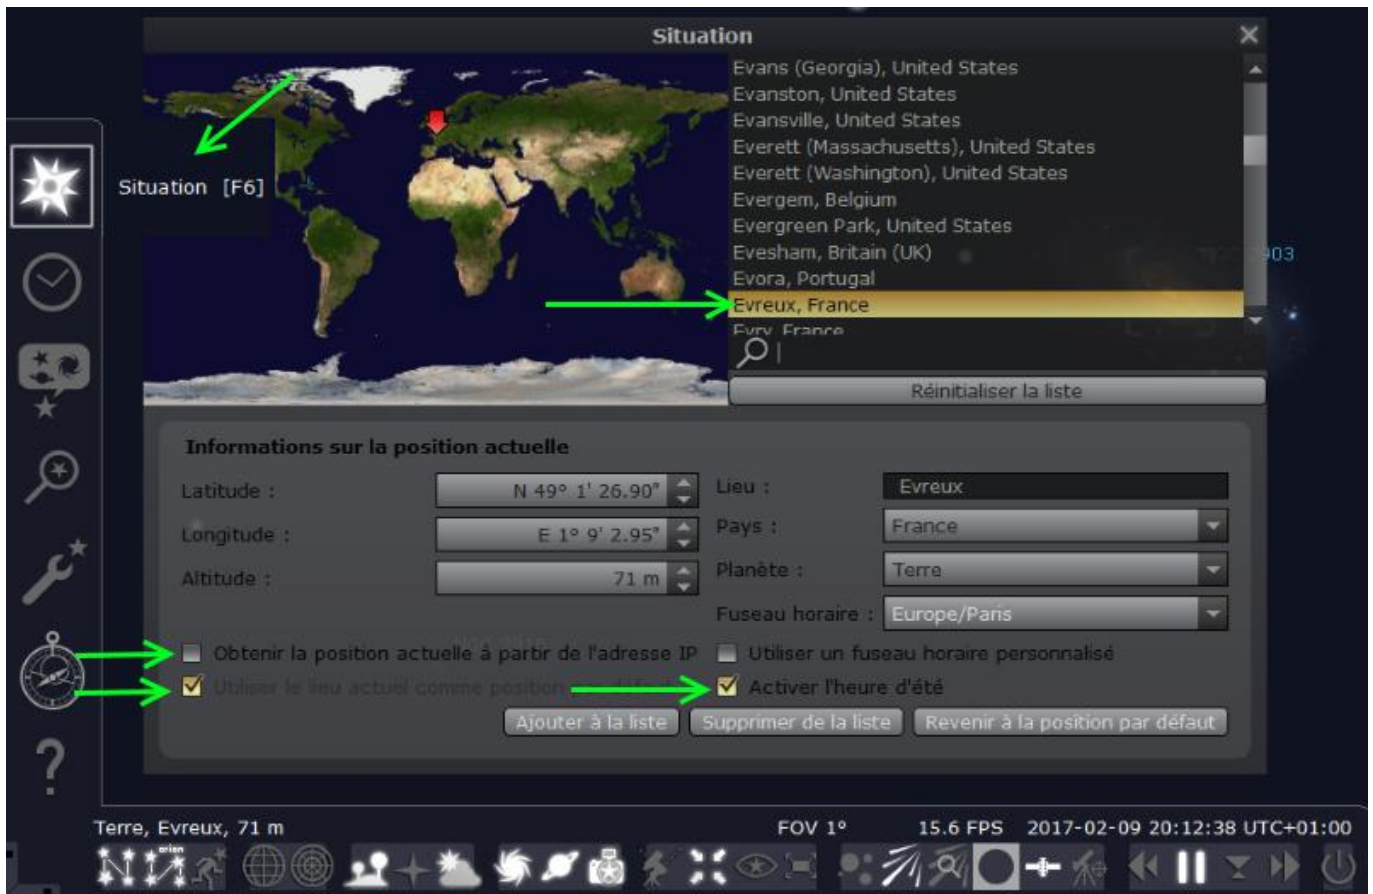 Situation
Evans (Georgia), United States
Evanston, United States
Evansville, United States
Everett (Massachusetts), United States
Everett (Washington), United States
Evergem, Belgium
Evergreen Park, United States
Evesham, Britain (UK)
Evora, Portugal
Evreux, France
Evry, France
Situation [F6]
903
Réinitialiser la liste
Informations sur la position actuelle
Latitude : N 49° 1' 26.90"
Longitude : E 1° 9' 2.95"
Altitude : 71 m
Lieu : Evreux
Pays : France
Planète : Terre
Fuseau horaire : Europe/Paris
Obtenir la position actuelle à partir de l'adresse IP
Utiliser un fuseau horaire personnalisé
Utiliser le lieu actuel comme position
Activer l'heure d'été
Ajouter à la liste
Supprimer de la liste
Revenir à la position par défaut
Terre, Evreux, 71 m
FOV 1°
15.6 FPS
2017-02-09 20:12:38 UTC+01:00
orion